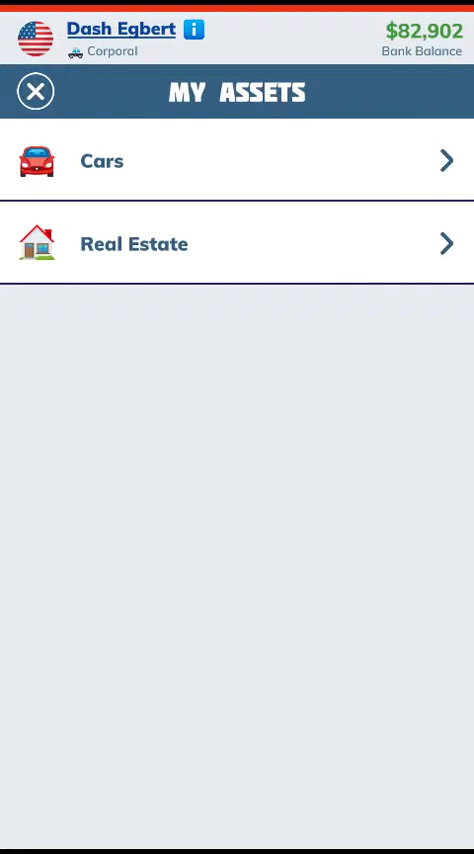 Dash Egbert i
$82,902
Corporal
Bank Balance
MY ASSETS
Cars
Real Estate